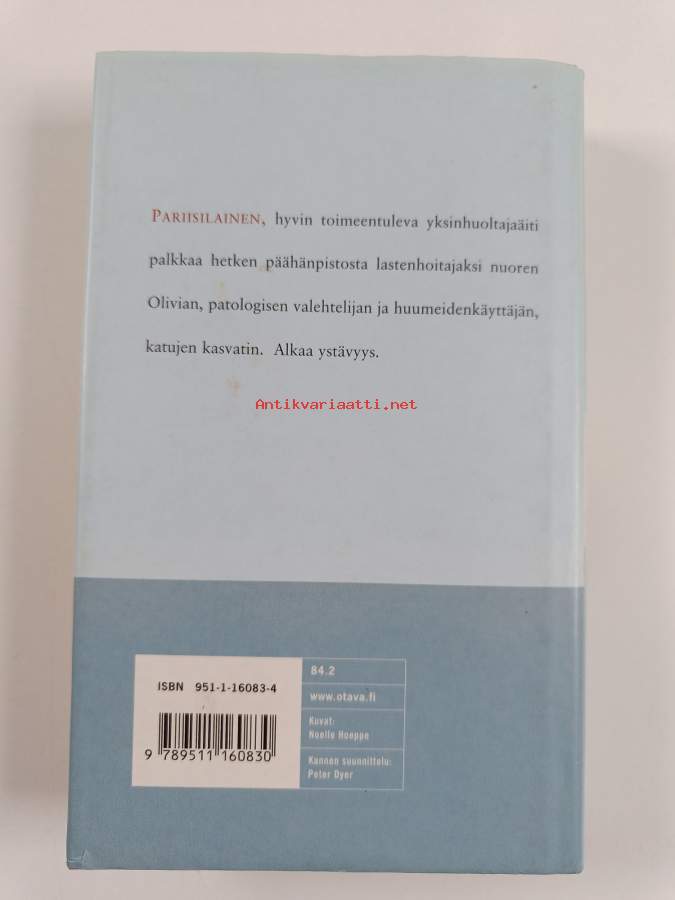 PARIISILAINEN, hyvin toimeentuleva yksinhuoltajaäiti
palkkaa hetken päähänpistosta lastenhoitajaksi nuoren
Olivian, patologisen valehtelijan ja huumeidenkäyttäjän,
katujen kasvatin. Alkaa ystävyys.
Antikvariaatti.net
ISBN 951-1-16083-4
9 789511 160830
84.2
www.otava.fi
Kuvat:
Noelle Hoeppe
Kannen suunnittelu:
Peter Dyer